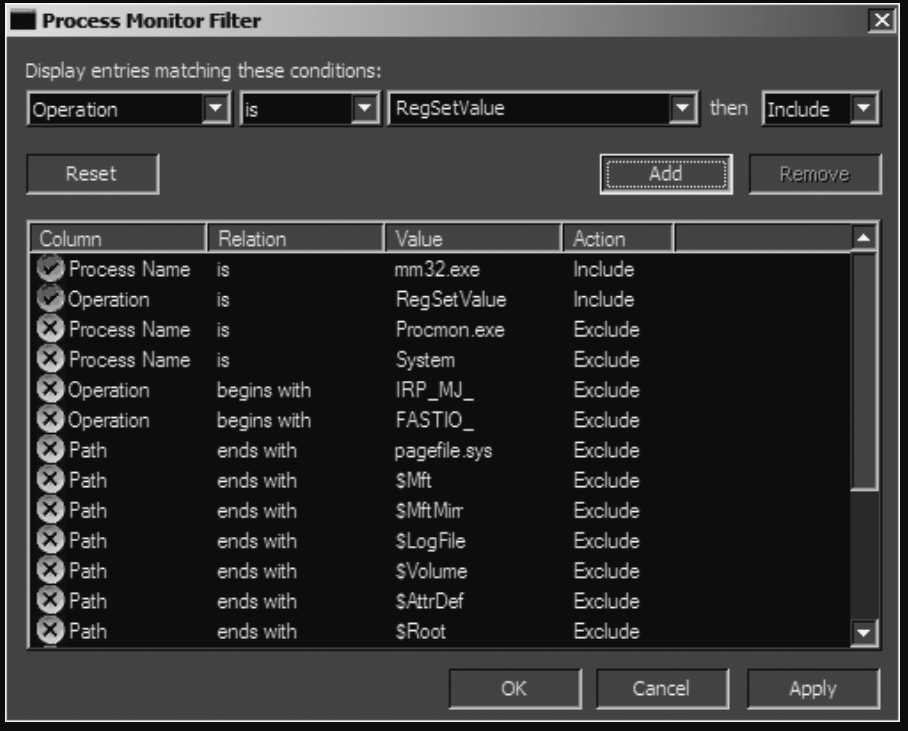 Process Monitor Filter
Display entries matching these conditions:
Operation is RegSetValue then Include
Reset Add Remove
Column Relation Value Action
Process Name is mm32.exe Include
Operation is RegSetValue Include
Process Name is Procmon.exe Exclude
Process Name is System Exclude
Operation begins with IRP_MJ_ Exclude
Operation begins with FASTIO_ Exclude
Path ends with pagefile.sys Exclude
Path ends with $Mft Exclude
Path ends with $MftMirr Exclude
Path ends with $LogFile Exclude
Path ends with $Volume Exclude
Path ends with $AttrDef Exclude
Path ends with $Root Exclude
OK Cancel Apply